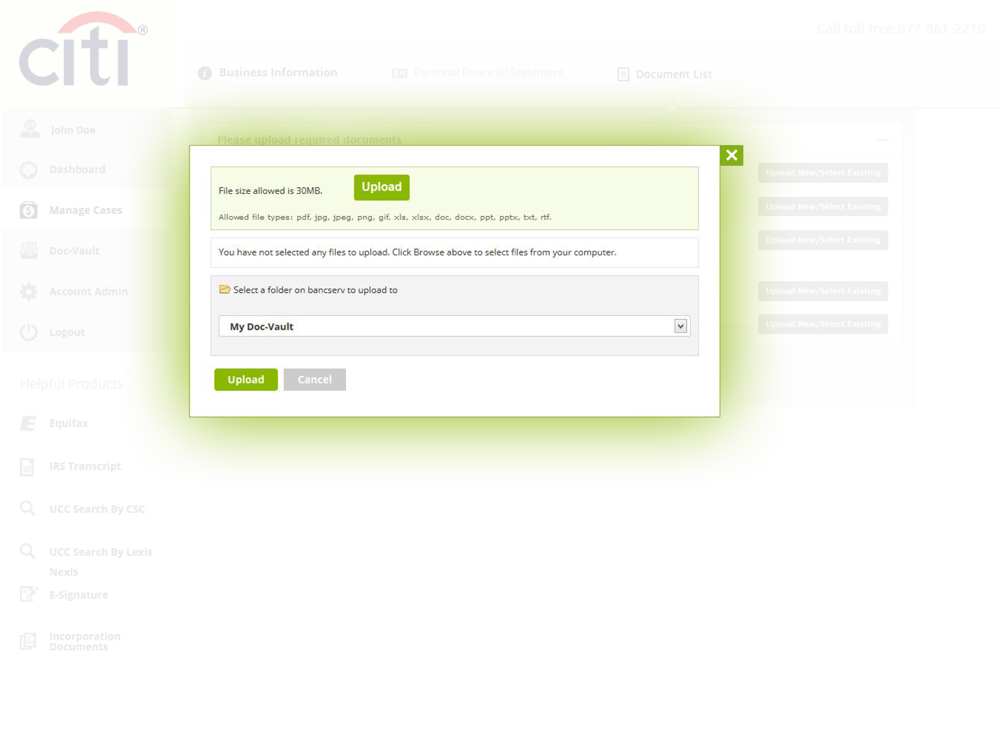 citi®
Call toll free 877-861-2210
Business Information
Personal Financial Statement
Document List
John Doe
Dashboard
Manage Cases
Doc-Vault
Account Admin
Logout
Helpful Products
Equifax
IRS Transcript
UCC Search By CSC
UCC Search By Lexis
Nexis
E-Signature
Incorporation
Documents
Please upload required documents
File size allowed is 30MB.
Upload
Allowed file types: pdf, jpg, jpeg, png, gif, xls, xlsx, doc, docx, ppt, pptx, txt, rtf.
You have not selected any files to upload. Click Browse above to select files from your computer.
Select a folder on bancserv to upload to
My Doc-Vault
Upload
Cancel
Upload New/Select Existing
Upload New/Select Existing
Upload New/Select Existing
Upload New/Select Existing
Upload New/Select Existing